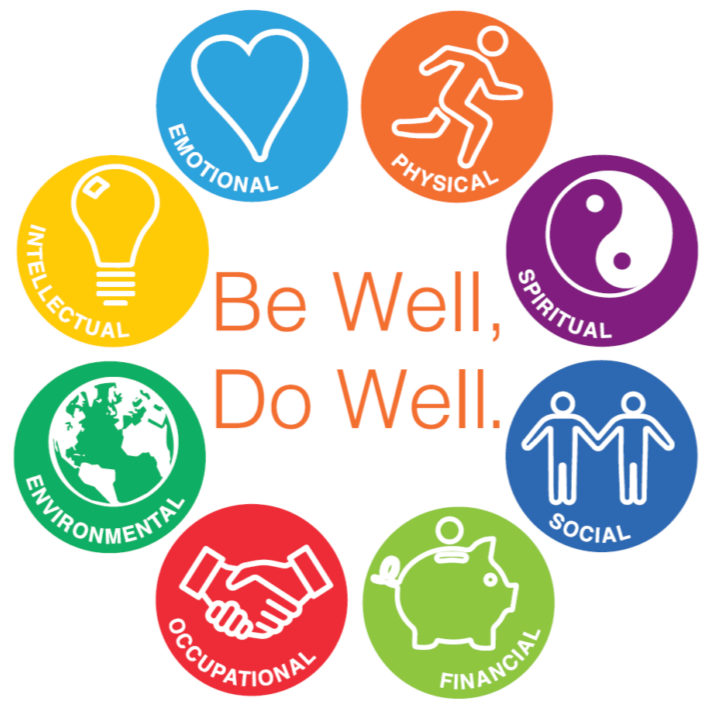 EMOTIONAL
PHYSICAL
INTELLECTUAL
SPIRITUAL
Be Well,
Do Well.
ENVIRONMENTAL
SOCIAL
OCCUPATIONAL
FINANCIAL